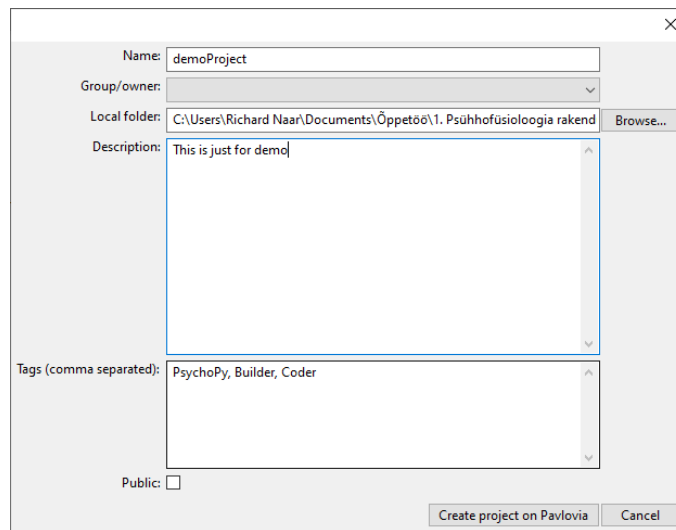 Name: demoProject
Group/owner:
Local folder: C:\Users\Richard Naar\Documents\Õppetöö\1. Psühhofüsioloogia rakend Browse...
Description: This is just for demo
Tags (comma separated): PsychoPy, Builder, Coder
Public:
Create project on Pavlovia Cancel